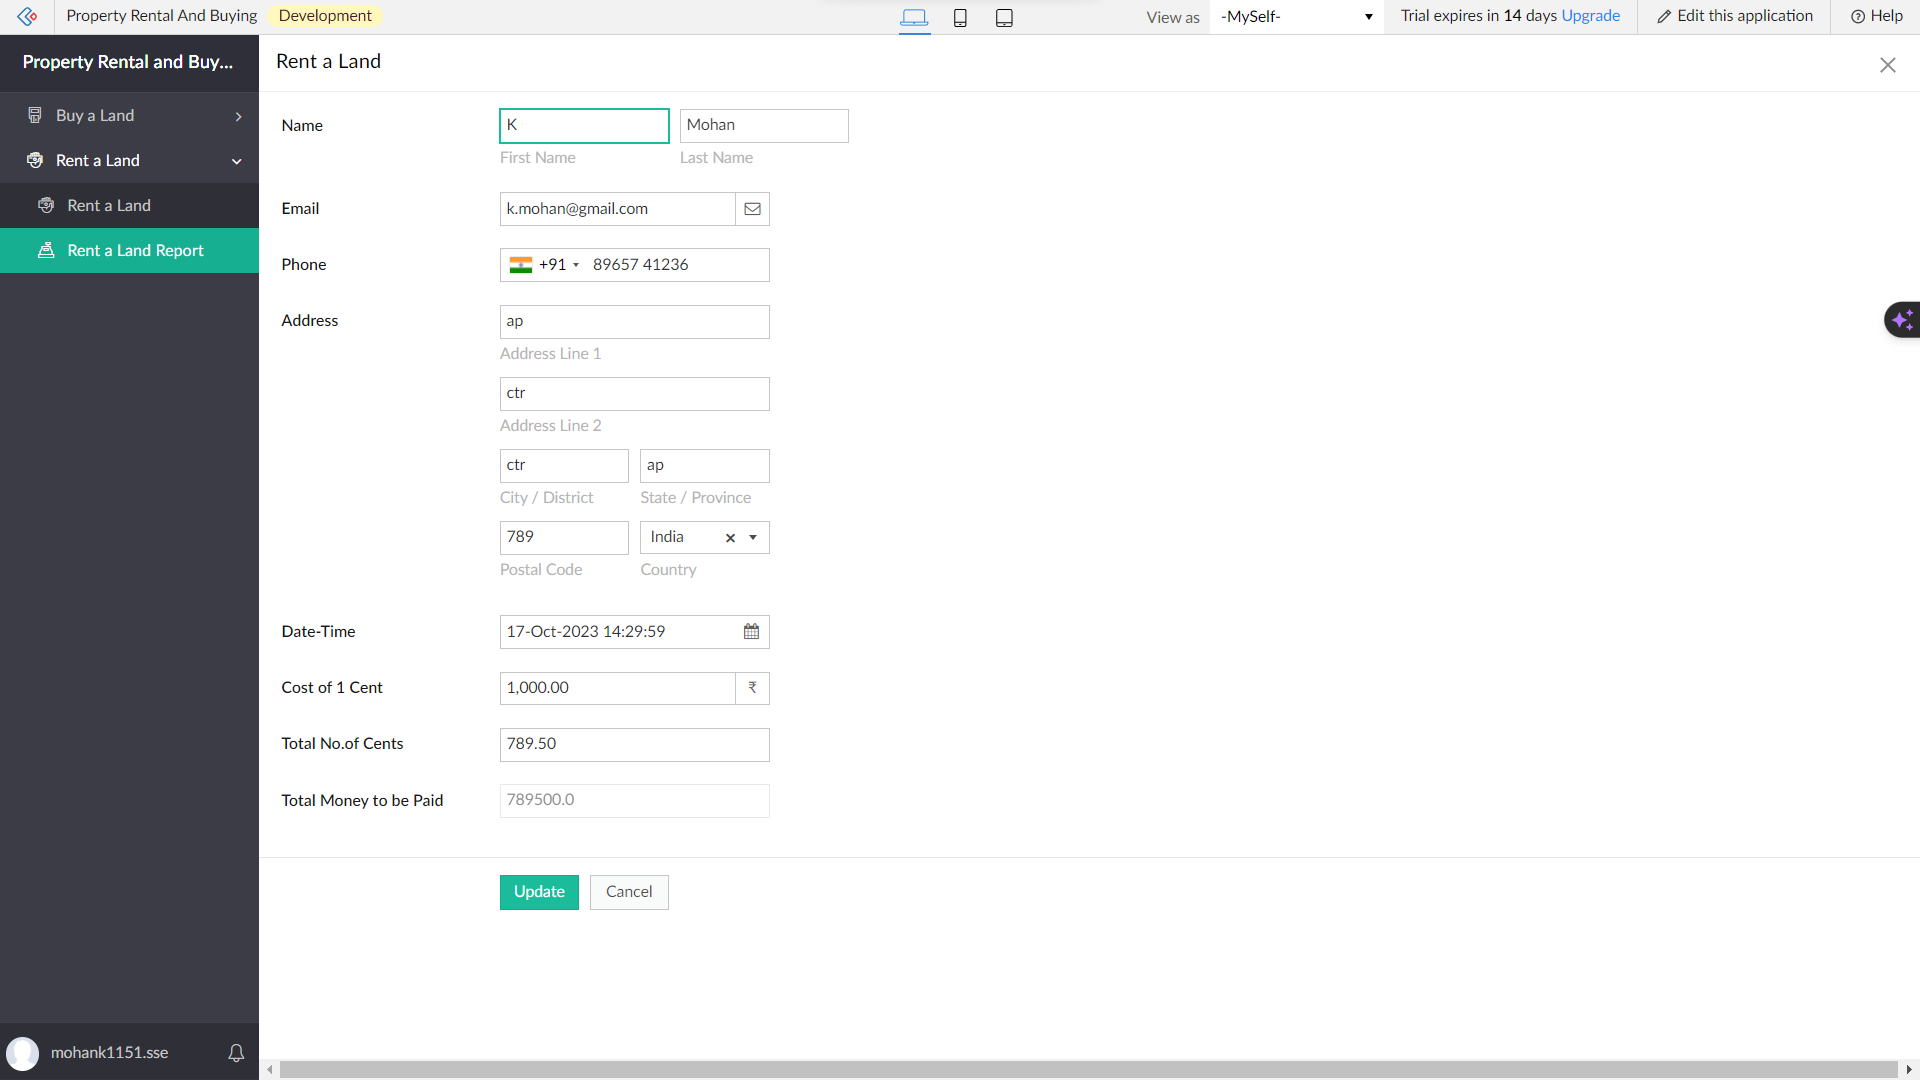 Property Rental And Buying Development View as -MySelf- Trial expires in 14 days Upgrade Edit this application Help
Property Rental and Buy...
Buy a Land
Rent a Land
Rent a Land
Rent a Land Report
mohank1151.sse
Rent a Land
Name K Mohan
First Name Last Name
Email k.mohan@gmail.com
Phone +91 89657 41236
Address ap
Address Line 1
ctr
Address Line 2
ctr ap
City / District State / Province
789 India
Postal Code Country
Date-Time 17-Oct-2023 14:29:59
Cost of 1 Cent 1,000.00 ₹
Total No.of Cents 789.50
Total Money to be Paid 789500.0
Update Cancel